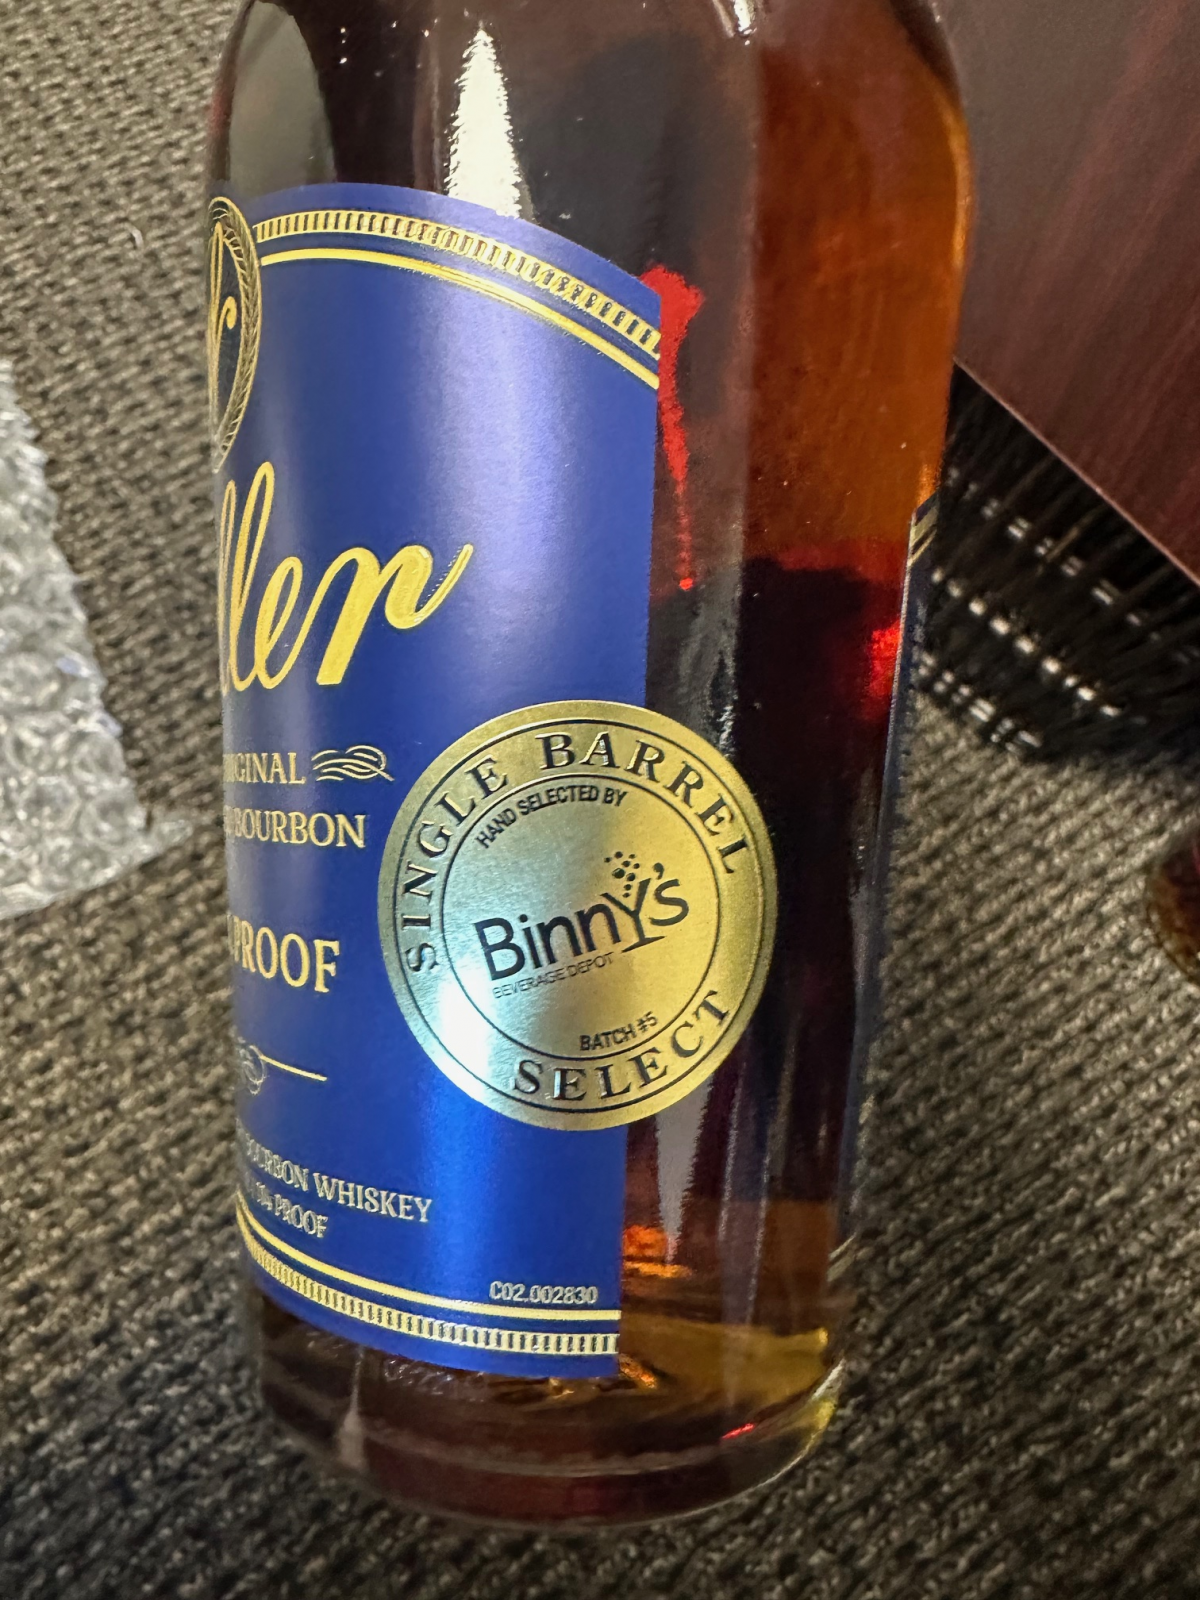 ller
ORIGINAL
BOURBON
PROOF
SINGLE BARREL
HAND SELECTED BY
BinnY's
BEVERAGE DEPOT
BATCH #5
SELECT
BOURBON WHISKEY
PROOF
C02.002830